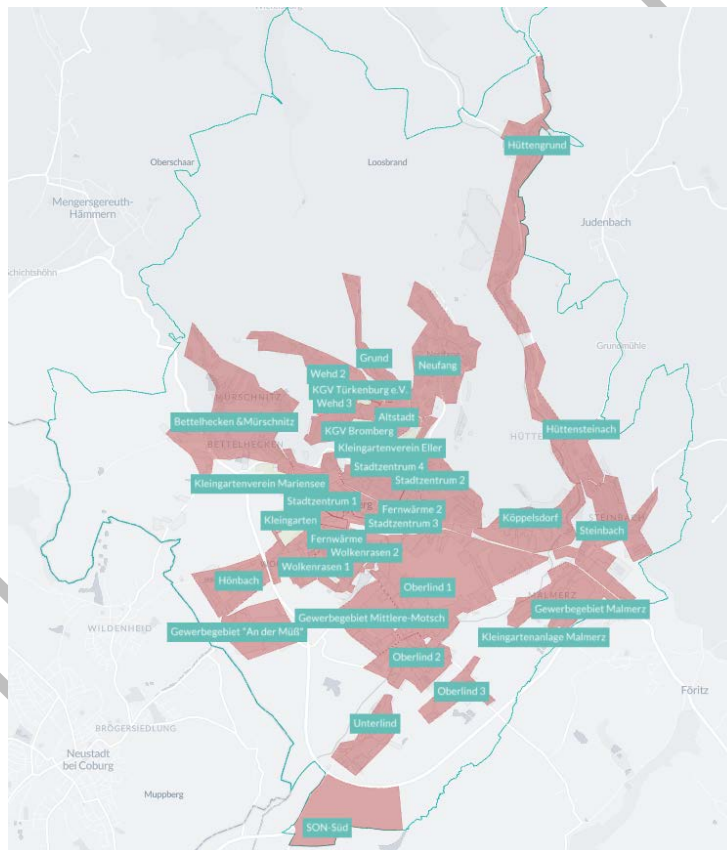 Hüttengrund
Oberschaar
Loosbrand
Mengersgereuth-
Hämmern
Judenbach
Schichtshöhn
Grundmühle
Grund
Neufang
Wehd 2
KGV Türkenburg e.V.
Wehd 3
MÜRSCHNITZ
Altstadt
Bettelhecken &Mürschnitz
KGV Bromberg
Hüttensteinach
BETTELHECKEN
Kleingartenverein Eller
Stadtzentrum 4
Kleingartenverein Mariensee
Stadtzentrum 2
Stadtzentrum 1
Fernwärme 2
Kleingarten
Stadtzentrum 3
Köppelsdorf
STEINBACH
Steinbach
Fernwärme
Wolkenrasen 2
Wolkenrasen 1
Hönbach
Oberlind 1
MALMERZ
Gewerbegebiet Malmerz
Gewerbegebiet Mittlere-Motsch
WILDENHEID
Gewerbegebiet "An der Müß"
Kleingartenanlage Malmerz
Oberlind 2
Oberlind 3
Föritz
Unterlind
BRÖGERSIEDLUNG
Neustadt
bei Coburg
Muppberg
SON-Süd